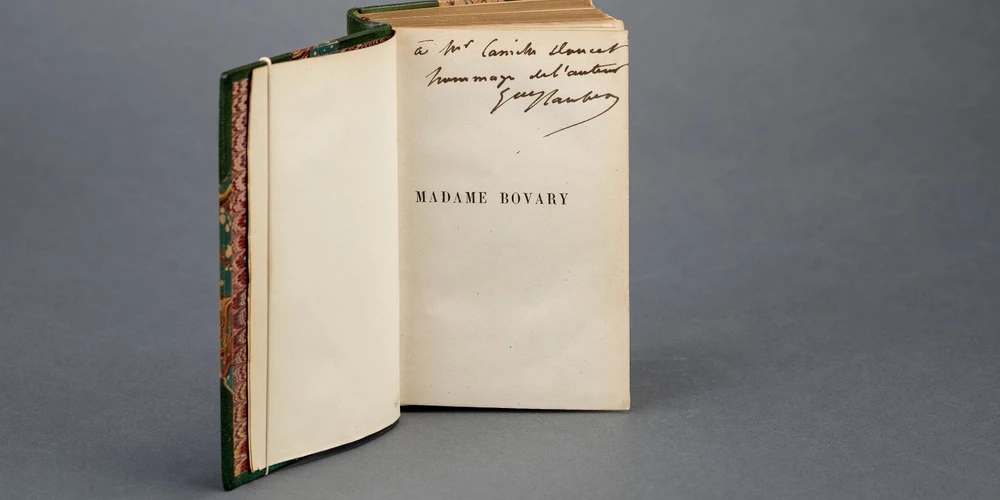 à Mr Camille Doucet
hommage de l'auteur
Gve Flaubert
MADAME BOVARY